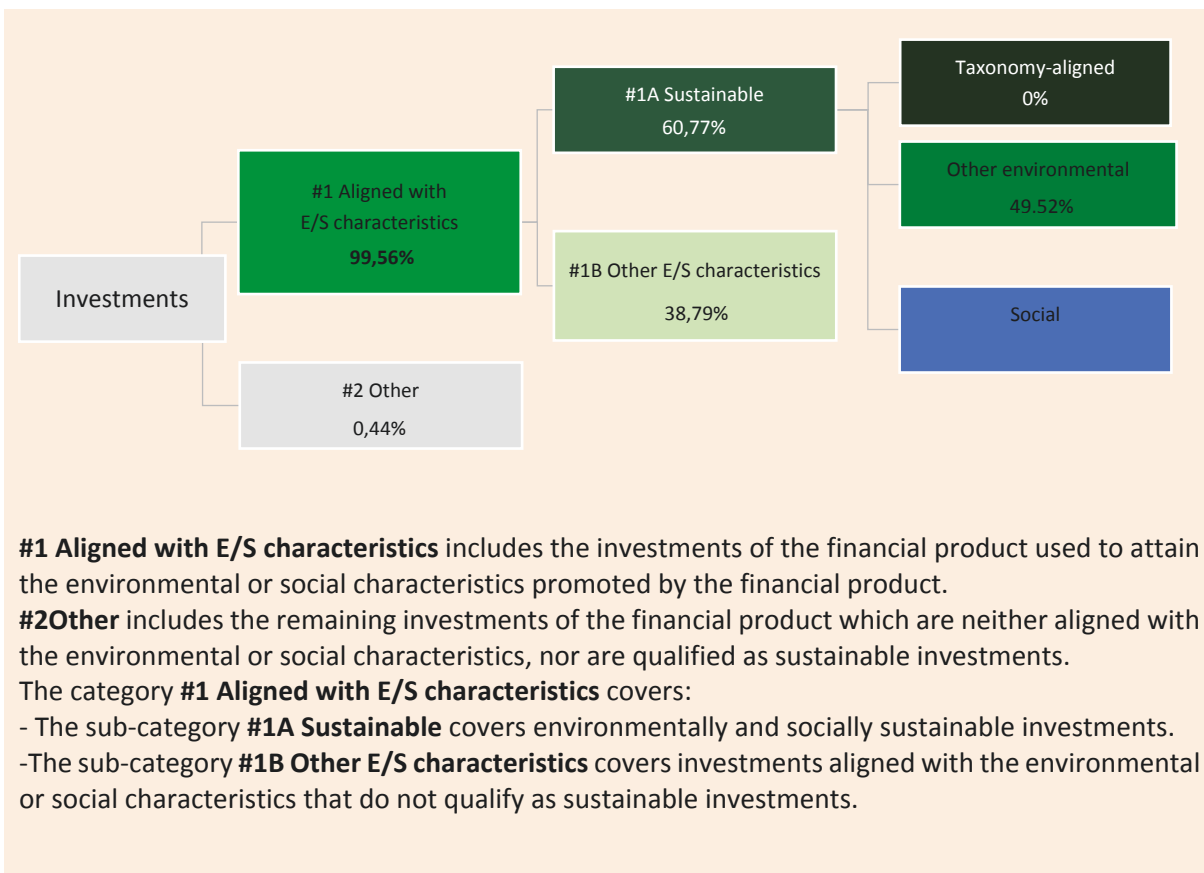 Investments
#1 Aligned with
E/S characteristics
99,56%
#2 Other
0,44%
#1A Sustainable
60,77%
#1B Other E/S characteristics
38,79%
Taxonomy-aligned
0%
Other environmental
49.52%
Social
#1 Aligned with E/S characteristics includes the investments of the financial product used to attain
the environmental or social characteristics promoted by the financial product.
#2Other includes the remaining investments of the financial product which are neither aligned with
the environmental or social characteristics, nor are qualified as sustainable investments.
The category #1 Aligned with E/S characteristics covers:
- The sub-category #1A Sustainable covers environmentally and socially sustainable investments.
-The sub-category #1B Other E/S characteristics covers investments aligned with the environmental
or social characteristics that do not qualify as sustainable investments.